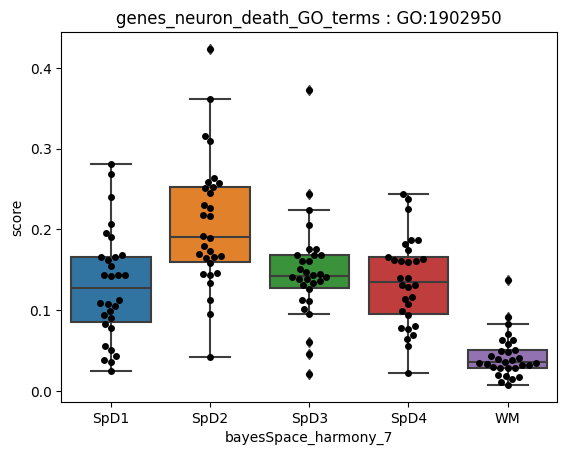 genes_neuron_death_GO_terms : GO:1902950
score
0.4
0.3
0.2
0.1
0.0
SpD1 SpD2 SpD3 SpD4 WM
bayesSpace_harmony_7